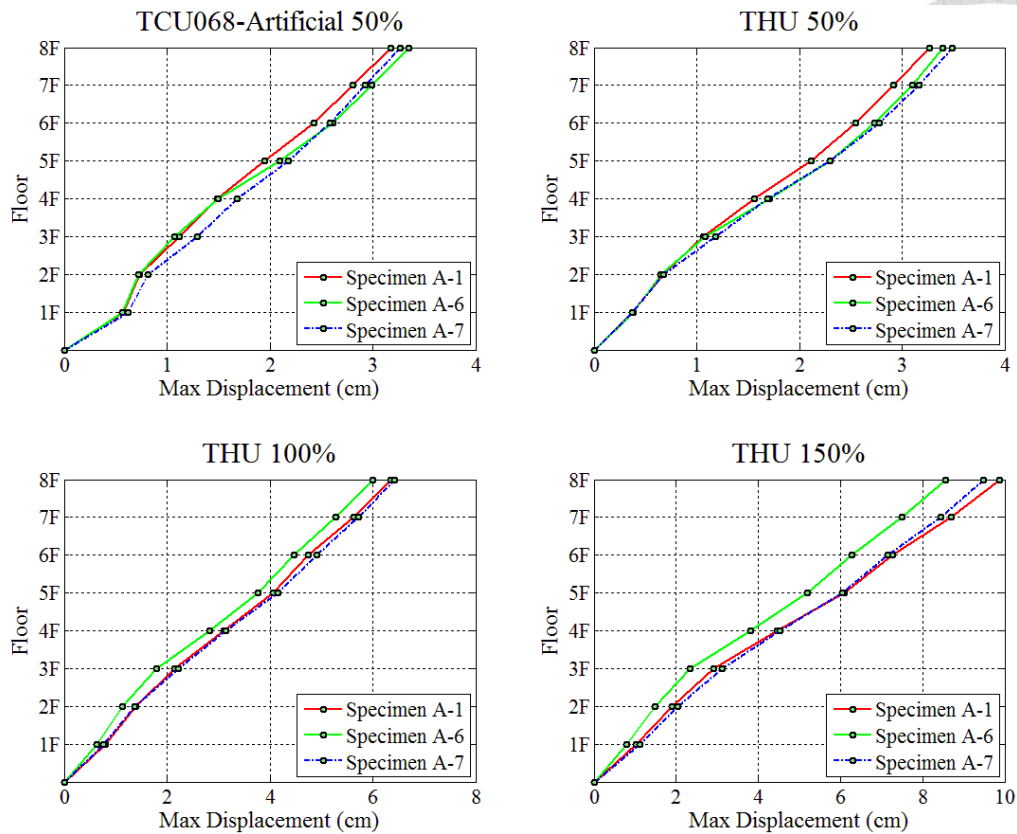 TCU068-Artificial 50%
8F
7F
6F
5F
4F
3F
2F
1F
Floor
Specimen A-1
Specimen A-6
Specimen A-7
0 1 2 3 4
Max Displacement (cm)
THU 50%
8F
7F
6F
5F
4F
3F
2F
1F
Floor
Specimen A-1
Specimen A-6
Specimen A-7
0 1 2 3 4
Max Displacement (cm)
THU 100%
8F
7F
6F
5F
4F
3F
2F
1F
Floor
Specimen A-1
Specimen A-6
Specimen A-7
0 2 4 6 8
Max Displacement (cm)
THU 150%
8F
7F
6F
5F
4F
3F
2F
1F
Floor
Specimen A-1
Specimen A-6
Specimen A-7
0 2 4 6 8 10
Max Displacement (cm)